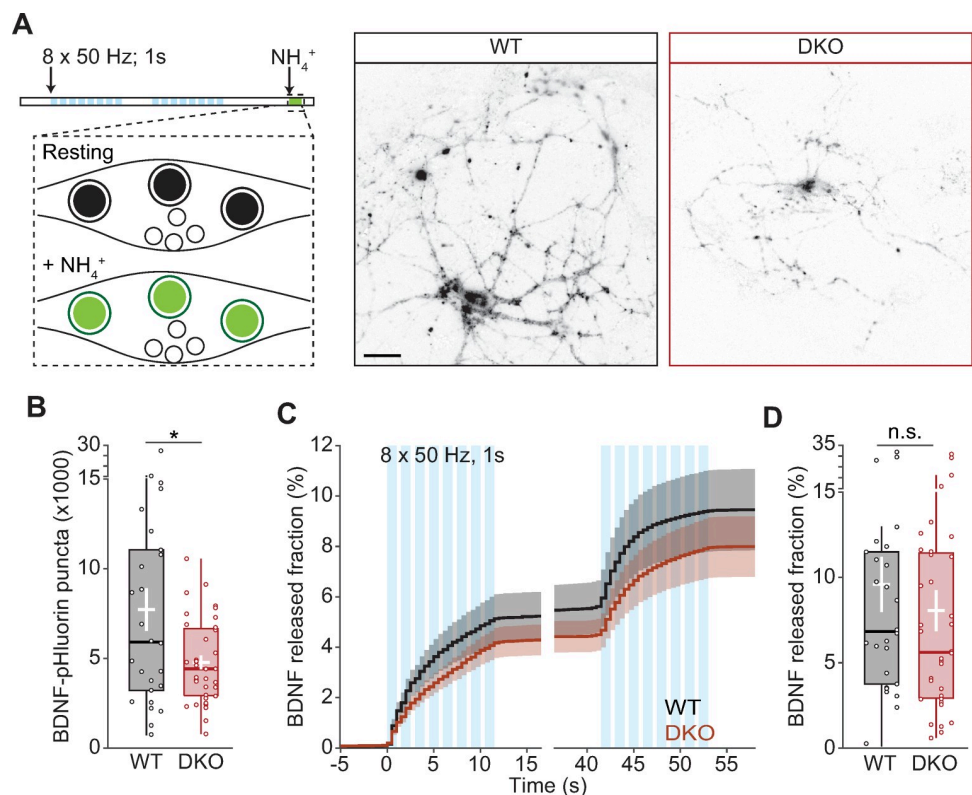 A
8 x 50 Hz; 1s
NH₄⁺
Resting
+ NH₄⁺
WT
DKO
B
BDNF-pHluorin puncta (x1000)
30
15
10
5
0
*
WT
DKO
C
BDNF released fraction (%)
12
10
8
6
4
2
0
8 x 50 Hz, 1s
WT
DKO
-5 0 5 10 15 40 45 50 55
Time (s)
D
BDNF released fraction (%)
35
15
10
5
0
n.s.
WT
DKO